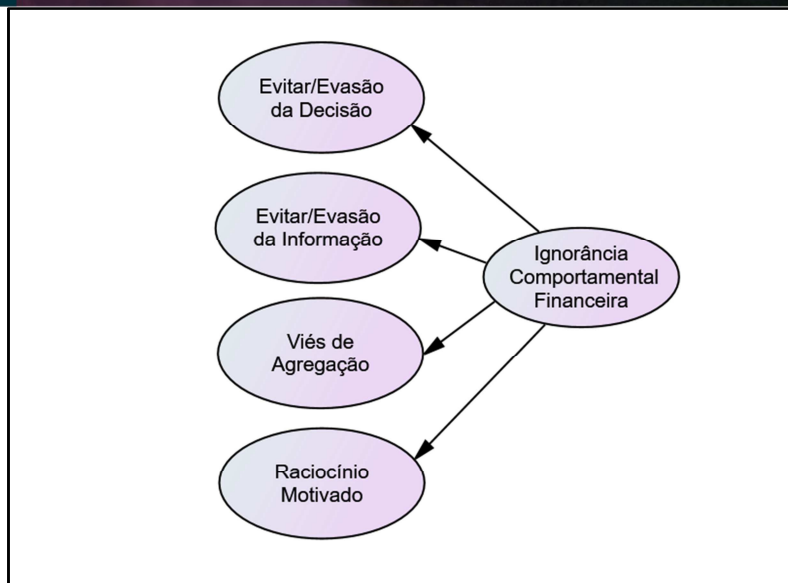 Evitar/Evasão
da Decisão
Evitar/Evasão
da Informação
Ignorância
Comportamental
Financeira
Viés de
Agregação
Raciocínio
Motivado